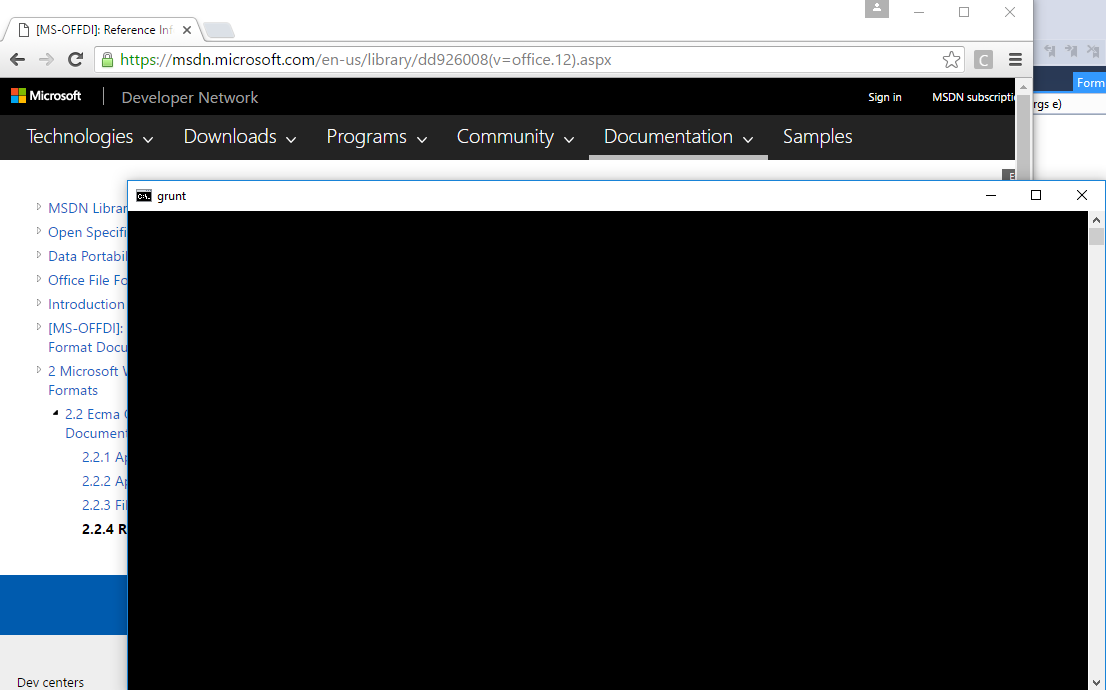 [MS-OFFDI]: Reference Inf
https://msdn.microsoft.com/en-us/library/dd926008(v=office.12).aspx
C
Form
rgs e)
Microsoft
Developer Network
Sign in
MSDN subscripti
Technologies
Downloads
Programs
Community
Documentation
Samples
E
grunt
C:\.
MSDN Librar
Open Specifi
Data Portabil
Office File Fo
Introduction
[MS-OFFDI]:
Format Docu
2 Microsoft W
Formats
2.2 Ecma
Document
2.2.1 Ap
2.2.2 Ap
2.2.3 Fil
2.2.4 R
Dev centers